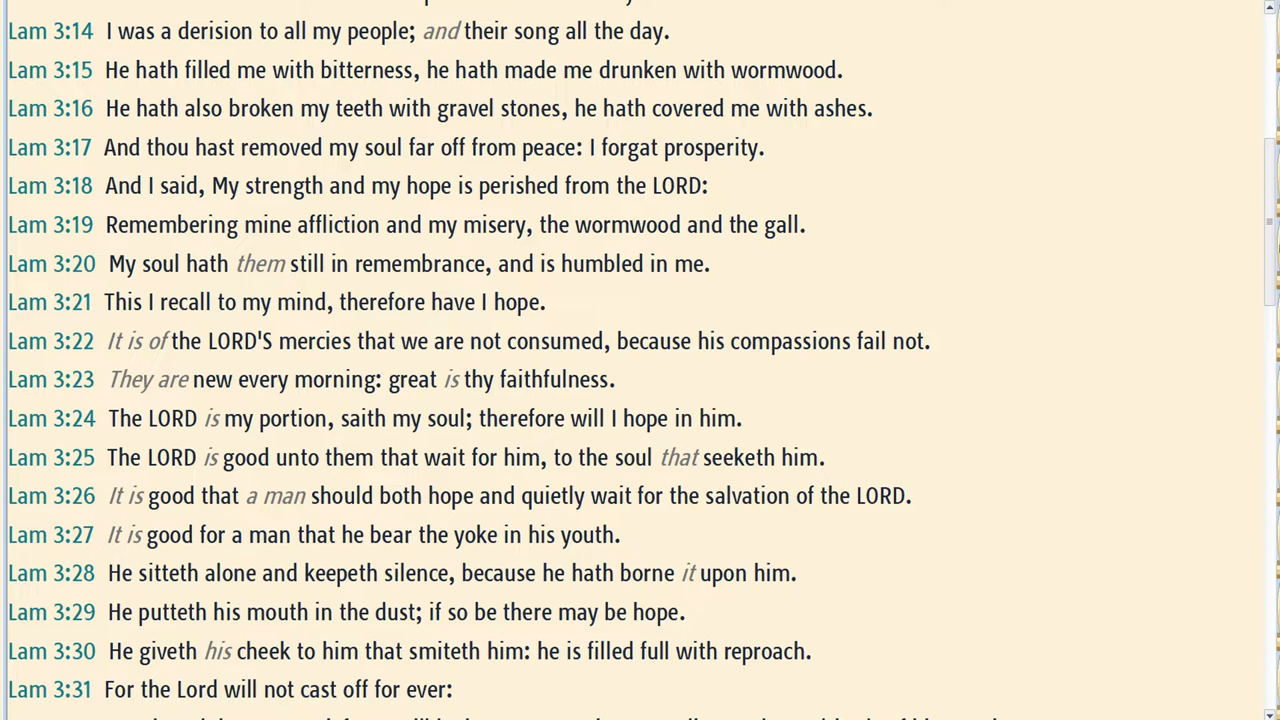 Lam 3:14 I was a derision to all my people; and their song all the day.
Lam 3:15 He hath filled me with bitterness, he hath made me drunken with wormwood.
Lam 3:16 He hath also broken my teeth with gravel stones, he hath covered me with ashes.
Lam 3:17 And thou hast removed my soul far off from peace: I forgat prosperity.
Lam 3:18 And I said, My strength and my hope is perished from the LORD:
Lam 3:19 Remembering mine affliction and my misery, the wormwood and the gall.
Lam 3:20 My soul hath them still in remembrance, and is humbled in me.
Lam 3:21 This I recall to my mind, therefore have I hope.
Lam 3:22 It is of the LORD'S mercies that we are not consumed, because his compassions fail not.
Lam 3:23 They are new every morning: great is thy faithfulness.
Lam 3:24 The LORD is my portion, saith my soul; therefore will I hope in him.
Lam 3:25 The LORD is good unto them that wait for him, to the soul that seeketh him.
Lam 3:26 It is good that a man should both hope and quietly wait for the salvation of the LORD.
Lam 3:27 It is good for a man that he bear the yoke in his youth.
Lam 3:28 He sitteth alone and keepeth silence, because he hath borne it upon him.
Lam 3:29 He putteth his mouth in the dust; if so be there may be hope.
Lam 3:30 He giveth his cheek to him that smiteth him: he is filled full with reproach.
Lam 3:31 For the Lord will not cast off for ever: